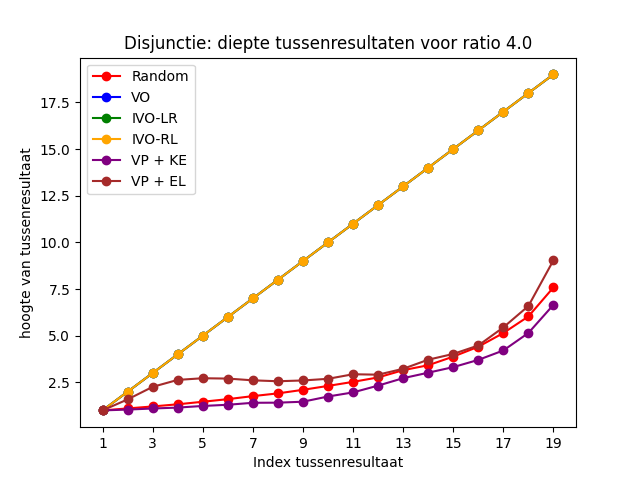 Disjunctie: diepte tussenresultaten voor ratio 4.0
Random
VO
IVO-LR
IVO-RL
VP + KE
VP + EL
hoogte van tussenresultaat
17.5
15.0
12.5
10.0
7.5
5.0
2.5
1 3 5 7 9 11 13 15 17 19
Index tussenresultaat